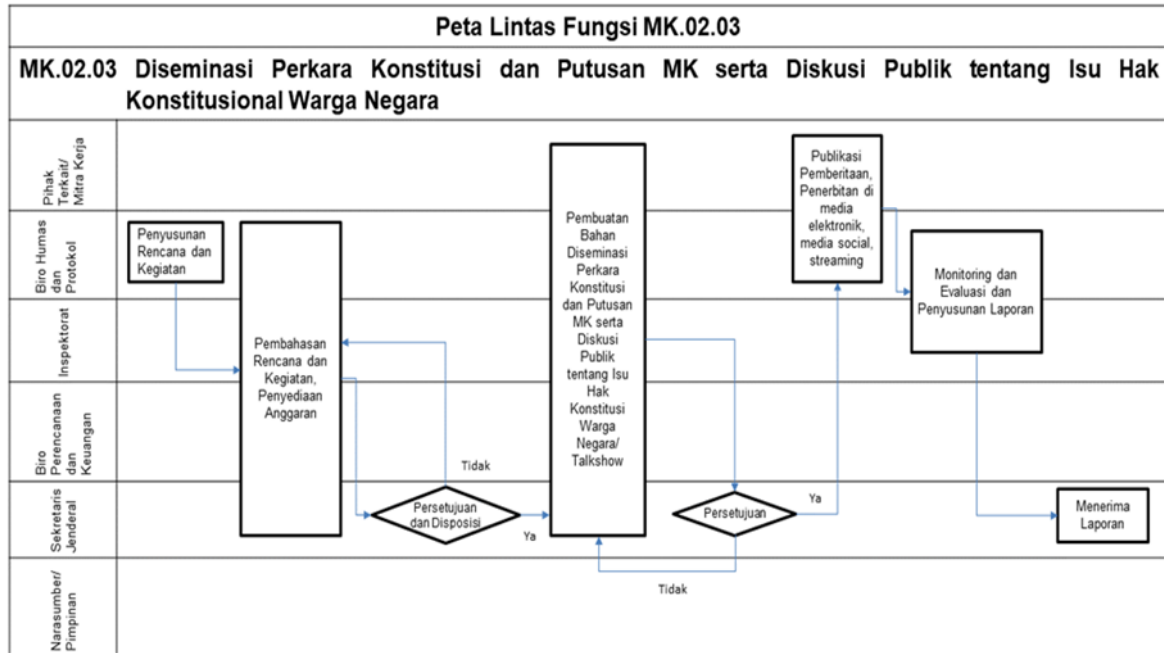 Peta Lintas Fungsi MK.02.03
MK.02.03 Diseminasi Perkara Konstitusi dan Putusan MK serta Diskusi Publik tentang Isu Hak
Konstitusional Warga Negara
Pihak
Terkait/
Mitra Kerja
Biro Humas
dan
Protokol
Inspektorat
Biro
Perencanaan
dan
Keuangan
Sekretaris
Jenderal
Narasumber/
Pimpinan
Penyusunan
Rencana dan
Kegiatan
Pembahasan
Rencana dan
Kegiatan,
Penyediaan
Anggaran
Tidak
Persetujuan
dan Disposisi
Ya
Pembuatan
Bahan
Diseminasi
Perkara
Konstitusi
dan Putusan
MK serta
Diskusi
Publik
tentang Isu
Hak
Konstitusi
Warga
Negara/
Talkshow
Persetujuan
Ya
Tidak
Publikasi
Pemberitaan,
Penerbitan di
media
elektronik,
media social,
streaming
Monitoring dan
Evaluasi dan
Penyusunan Laporan
Menerima
Laporan